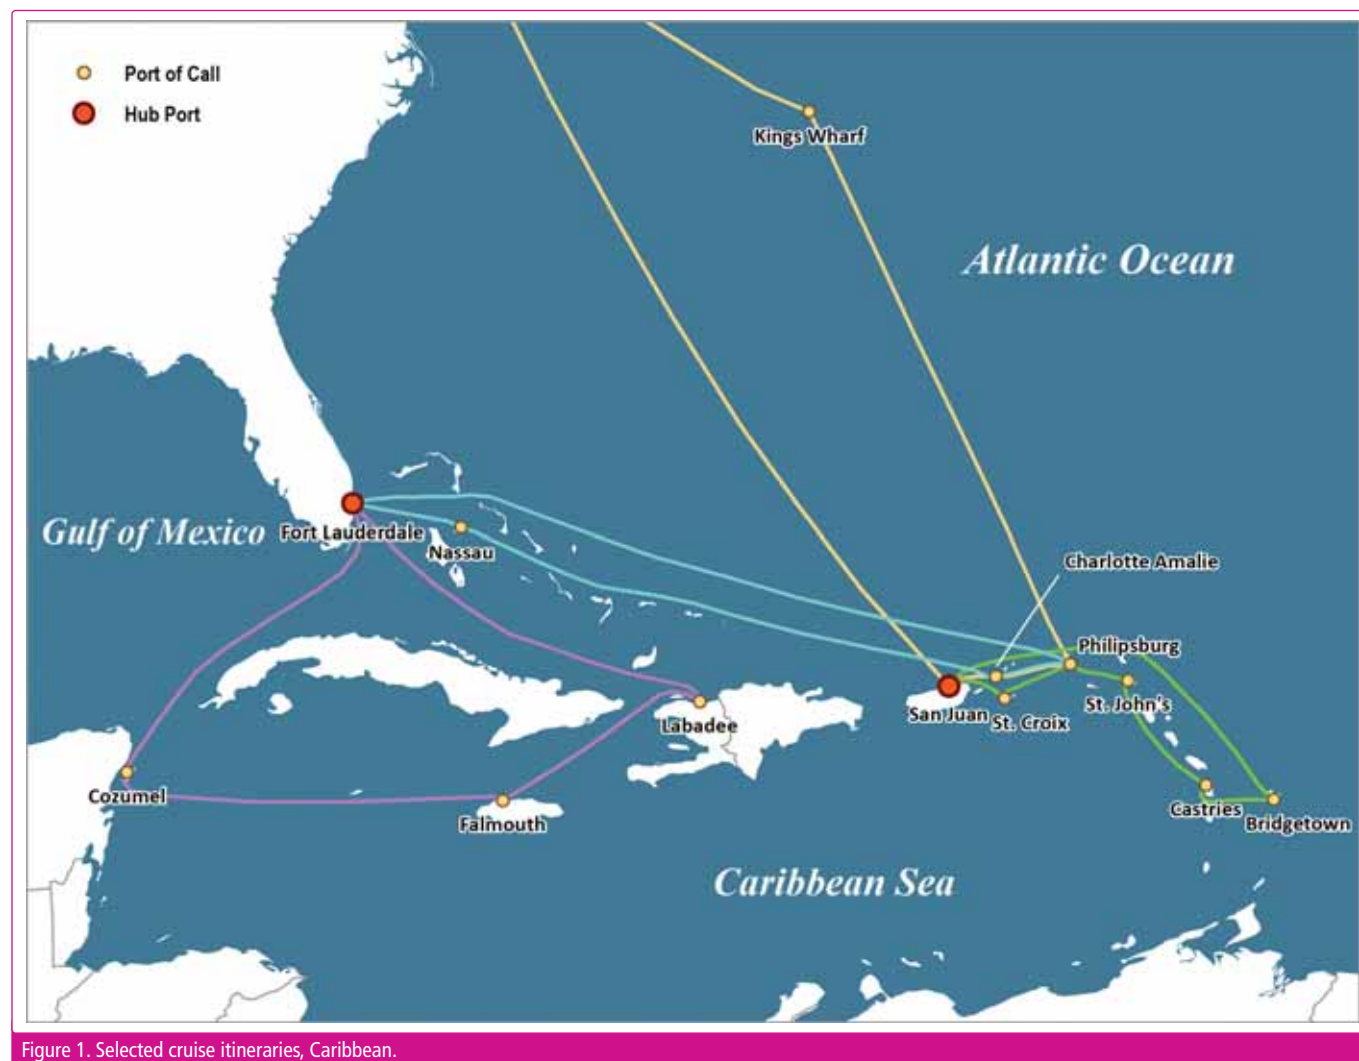 Port of Call
Hub Port
Kings Wharf
Atlantic Ocean
Gulf of Mexico
Fort Lauderdale
Nassau
Charlotte Amalie
Philipsburg
San Juan
St. Croix
St. John's
Labadee
Cozumel
Falmouth
Castries
Bridgetown
Caribbean Sea
Figure 1. Selected cruise itineraries, Caribbean.